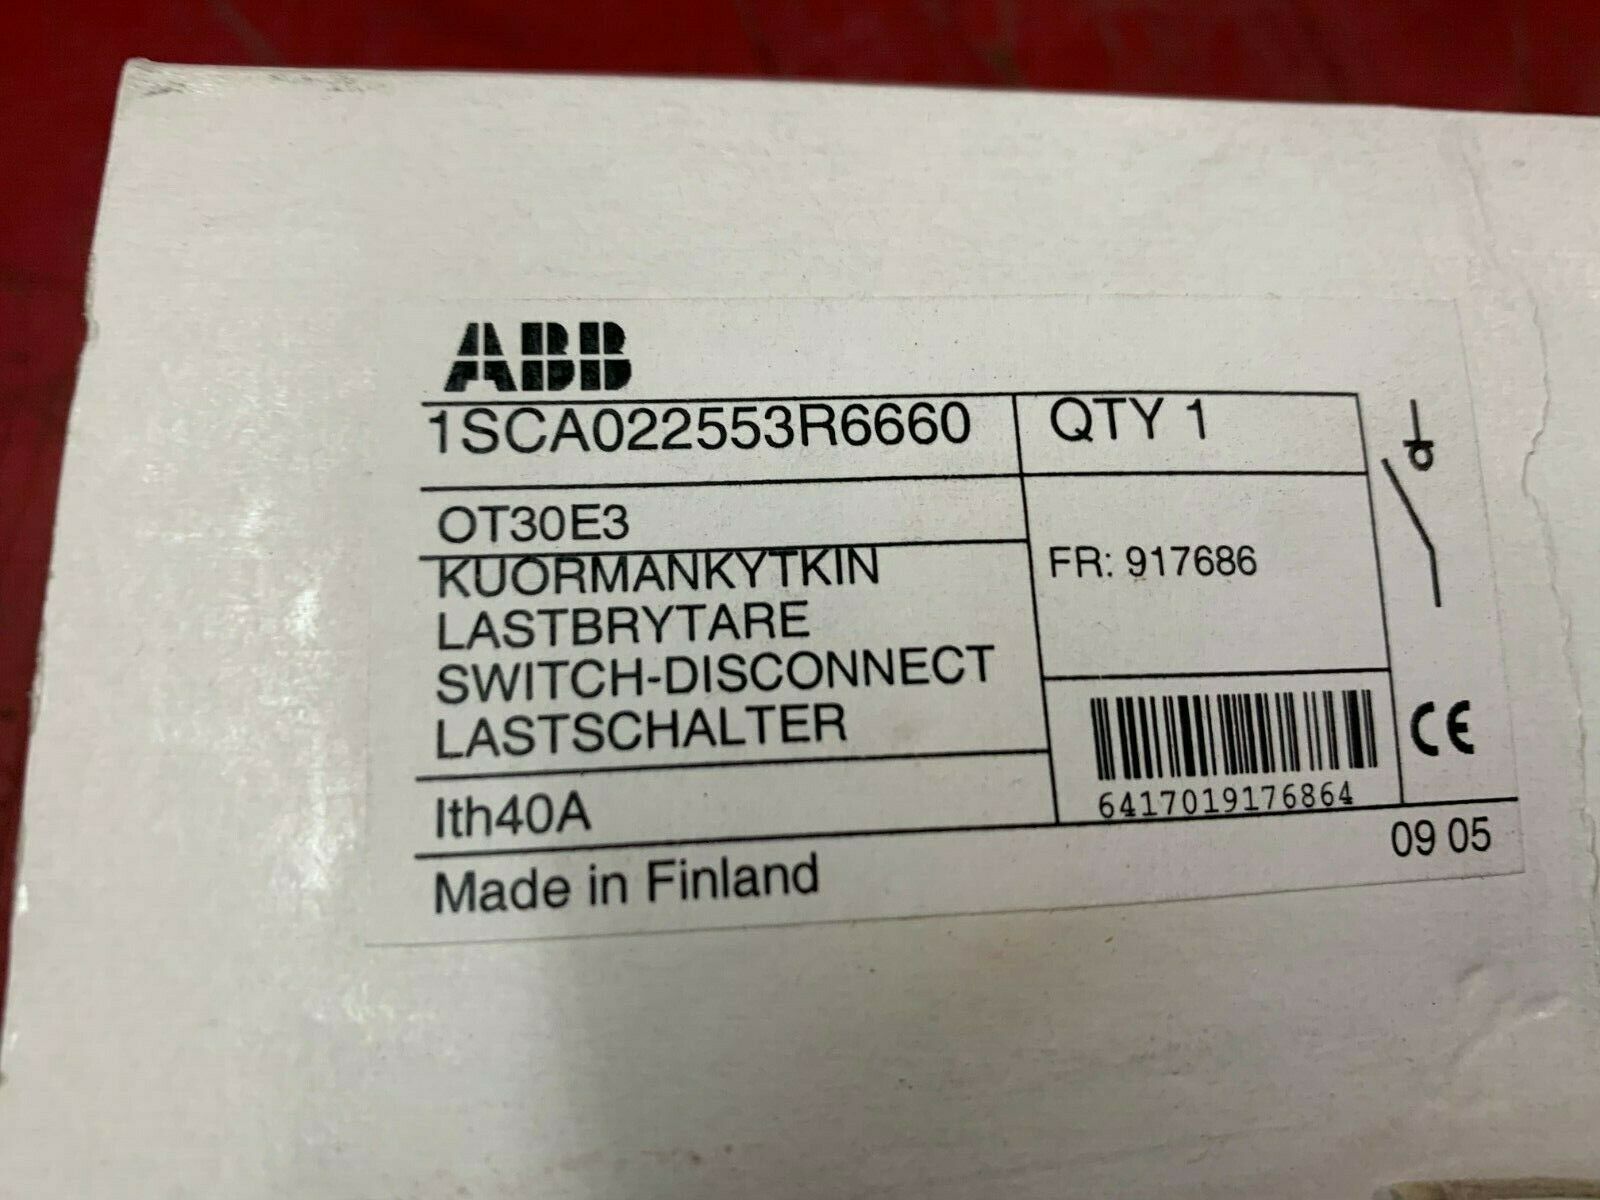 ABB
1SCA022553R6660
QTY 1
OT30E3
KUORMANKYTKIN
LASTBRYTARE
SWITCH-DISCONNECT
LASTSCHALTER
FR: 917686
Ith40A
6417019176864
CE
Made in Finland
09 05